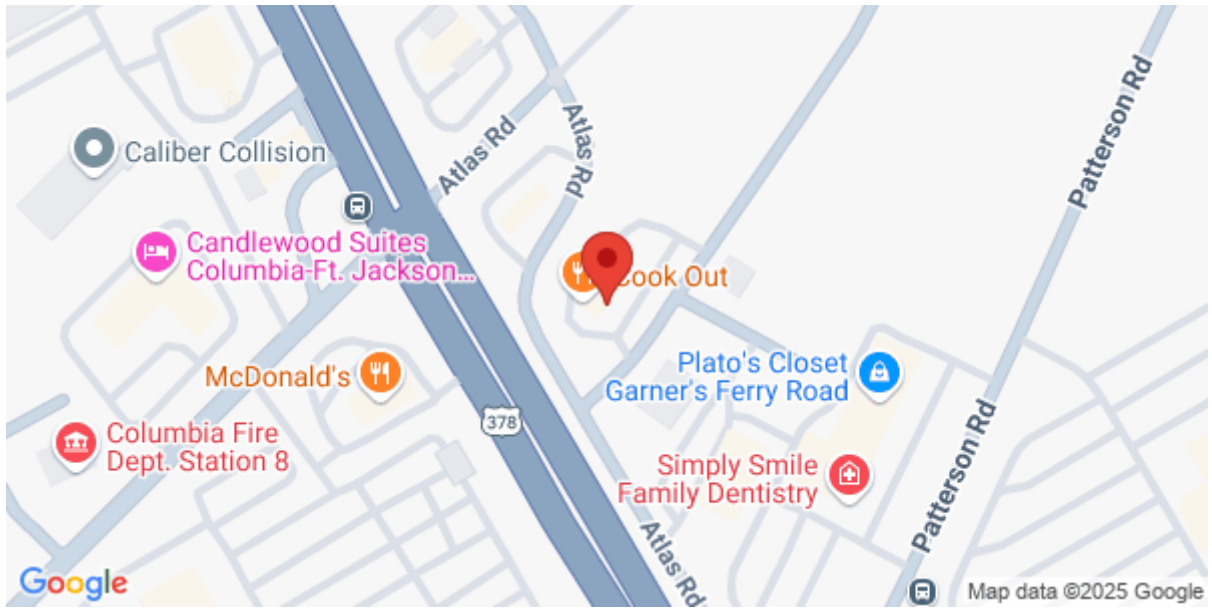 Patterson Rd
Atlas Rd
Atlas Rd
Caliber Collision
Candlewood Suites
Columbia-Ft. Jackson...
Cook Out
McDonald's
Plato's Closet
Garner's Ferry Road
378
Columbia Fire
Dept. Station 8
Simply Smile
Family Dentistry
Patterson Rd
Atlas Rd
Google
Map data ©2025 Google